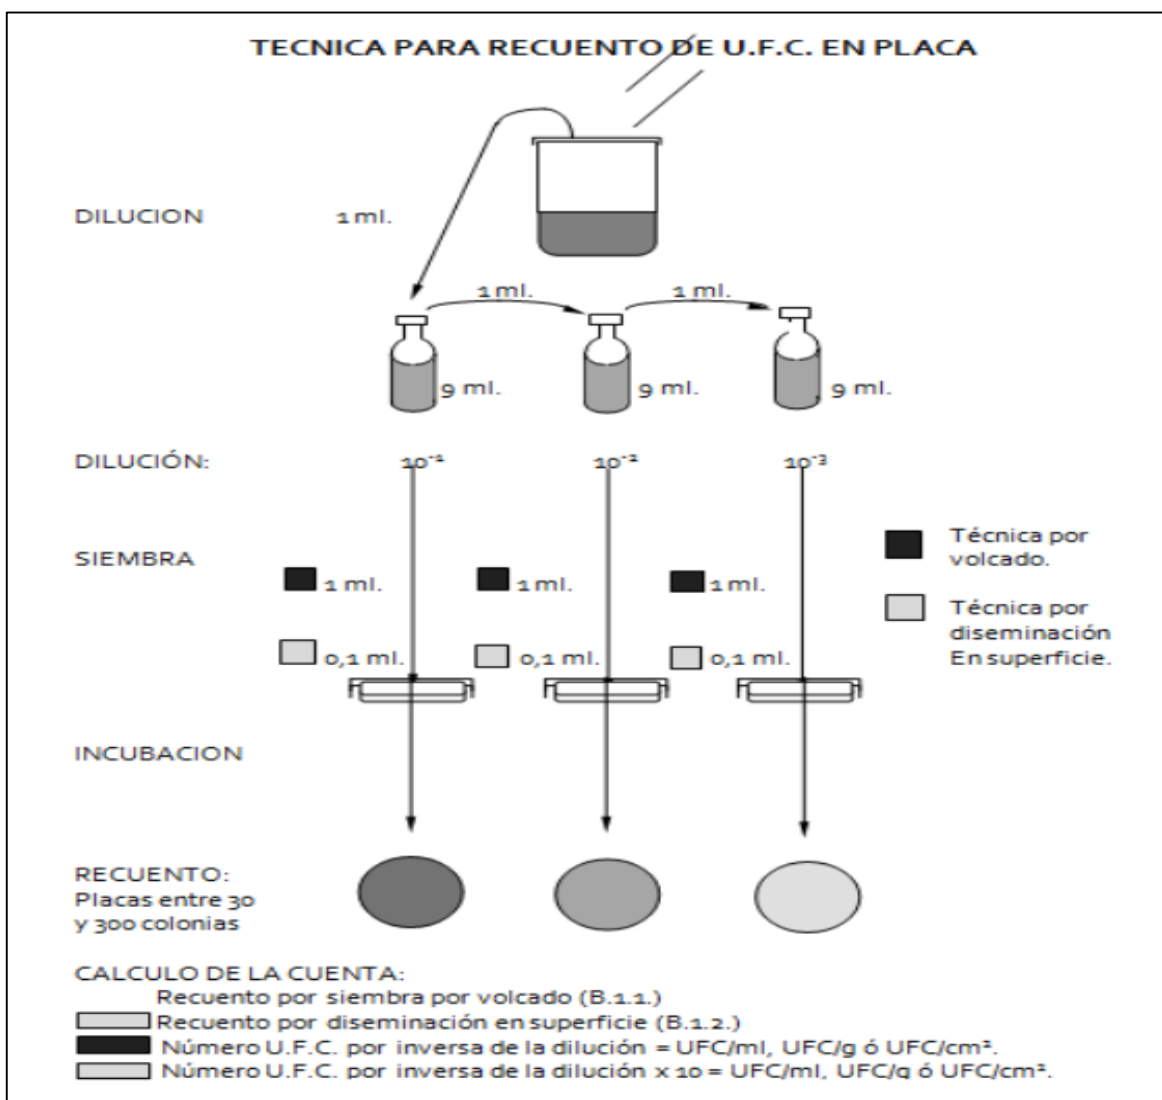 TECNICA PARA RECUENTO DE U.F.C. EN PLACA
DILUCION
1 ml.
1 ml.
1 ml.
9 ml.
9 ml.
9 ml.
DILUCIÓN:
10⁻¹
10⁻²
10⁻³
SIEMBRA
1 ml.
1 ml.
1 ml.
Técnica por
volcado.
0,1 ml.
0,1 ml.
0,1 ml.
Técnica por
diseminación
En superficie.
INCUBACION
RECUENTO:
Placas entre 30
y 300 colonias
CALCULO DE LA CUENTA:
Recuento por siembra por volcado (B.1.1.)
Recuento por diseminación en superficie (B.1.2.)
Número U.F.C. por inversa de la dilución = UFC/ml, UFC/g ó UFC/cm².
Número U.F.C. por inversa de la dilución x 10 = UFC/ml, UFC/g ó UFC/cm².